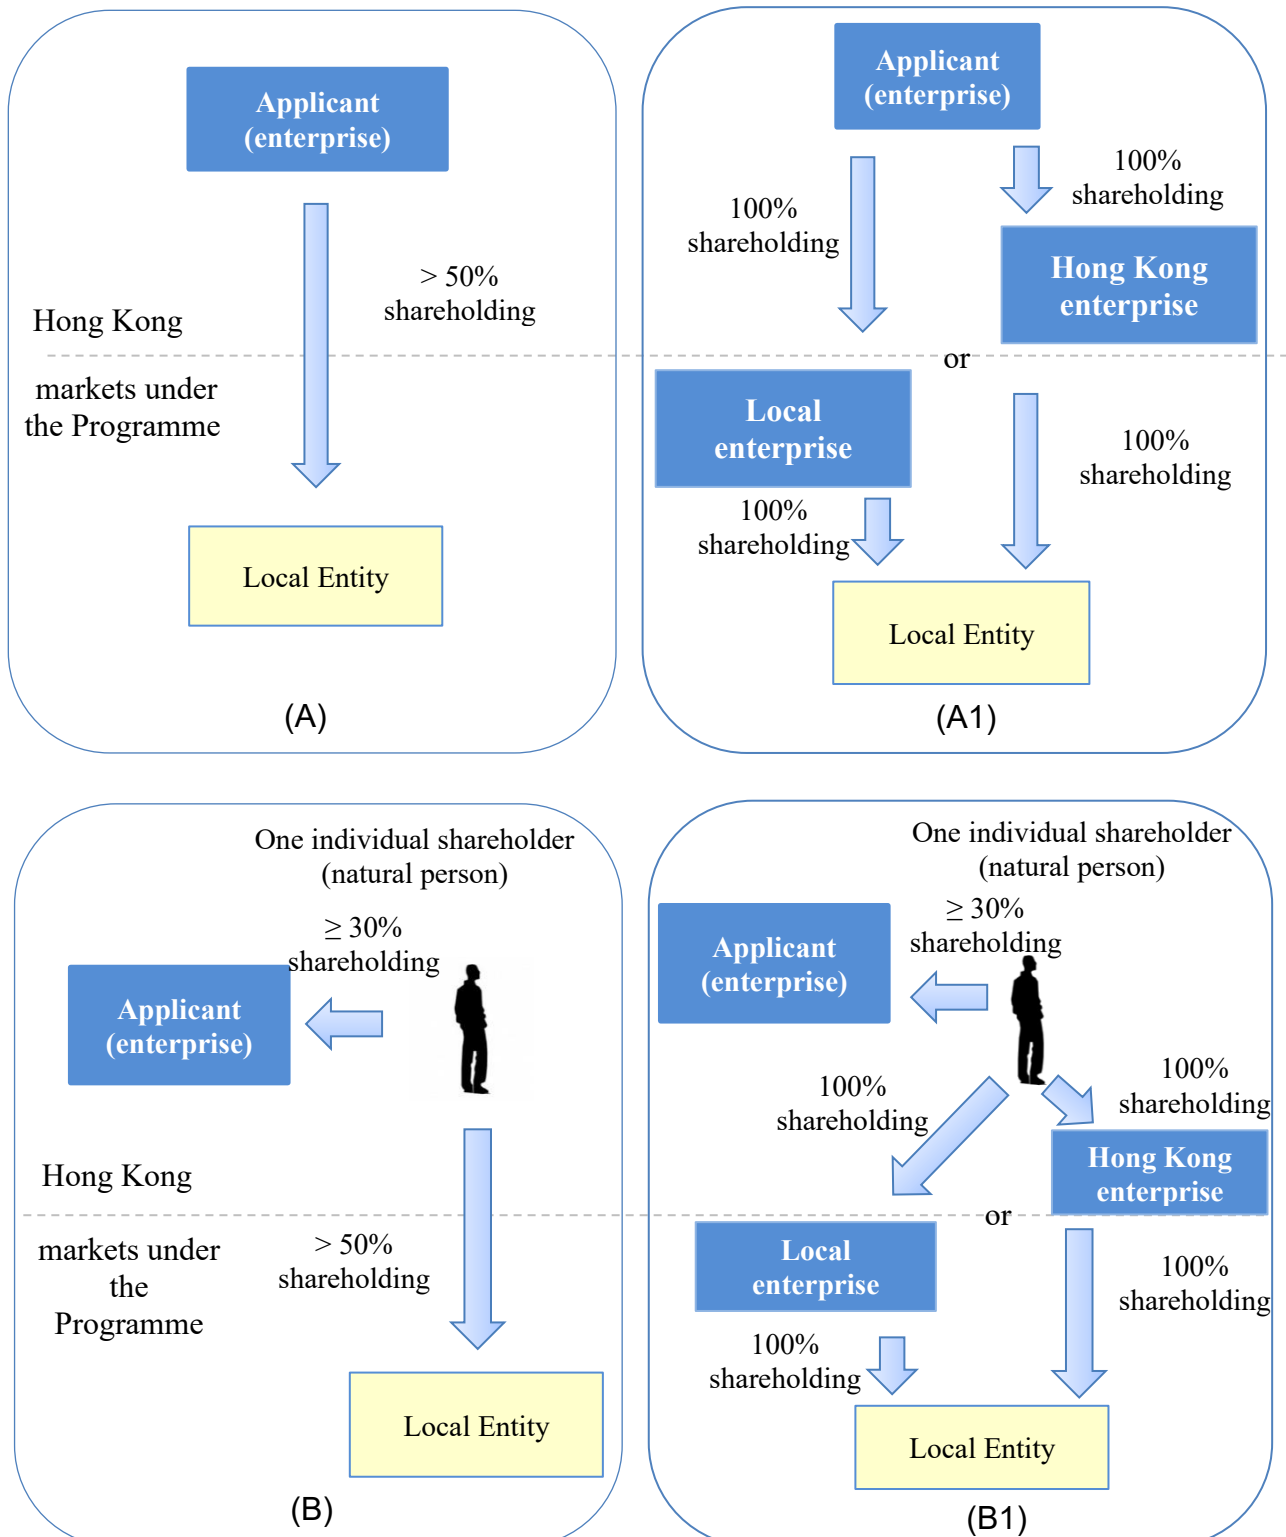 Applicant
(enterprise)
> 50%
shareholding
Hong Kong
markets under
the Programme
Local Entity
(A)
Applicant
(enterprise)
100%
shareholding
100%
shareholding
Hong Kong
enterprise
or
Local
enterprise
100%
shareholding
100%
shareholding
Local Entity
(A1)
One individual shareholder
(natural person)
≥ 30%
shareholding
Applicant
(enterprise)
Hong Kong
markets under
the
Programme
> 50%
shareholding
Local Entity
(B)
One individual shareholder
(natural person)
≥ 30%
shareholding
Applicant
(enterprise)
100%
shareholding
100%
shareholding
Hong Kong
enterprise
or
Local
enterprise
100%
shareholding
100%
shareholding
Local Entity
(B1)